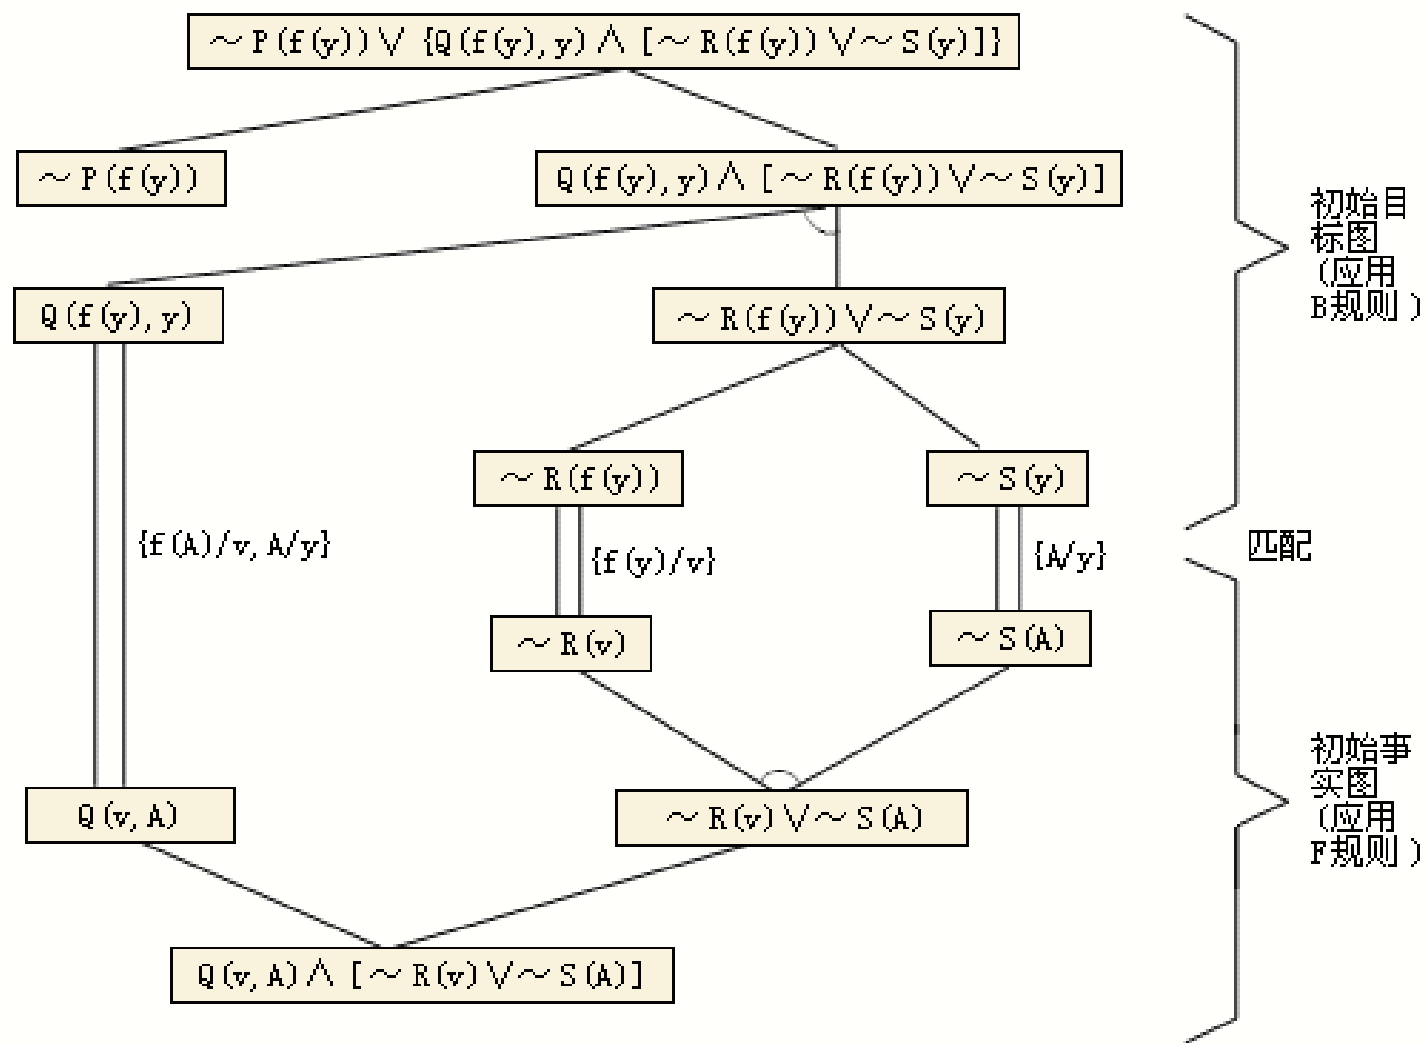 ～P(f(y))∨{Q(f(y),y)∧[～R(f(y))∨～S(y)]}
～P(f(y))
Q(f(y),y)∧[～R(f(y))∨～S(y)]
初始目
标图
（应用
B规则）
Q(f(y),y)
～R(f(y))∨～S(y)
～R(f(y))
～S(y)
{f(A)/v,A/y}
{f(y)/v}
{A/y}
匹配
～R(v)
～S(A)
初始事
实图
（应用
F规则）
Q(v,A)
～R(v)∨～S(A)
Q(v,A)∧[～R(v)∨～S(A)]